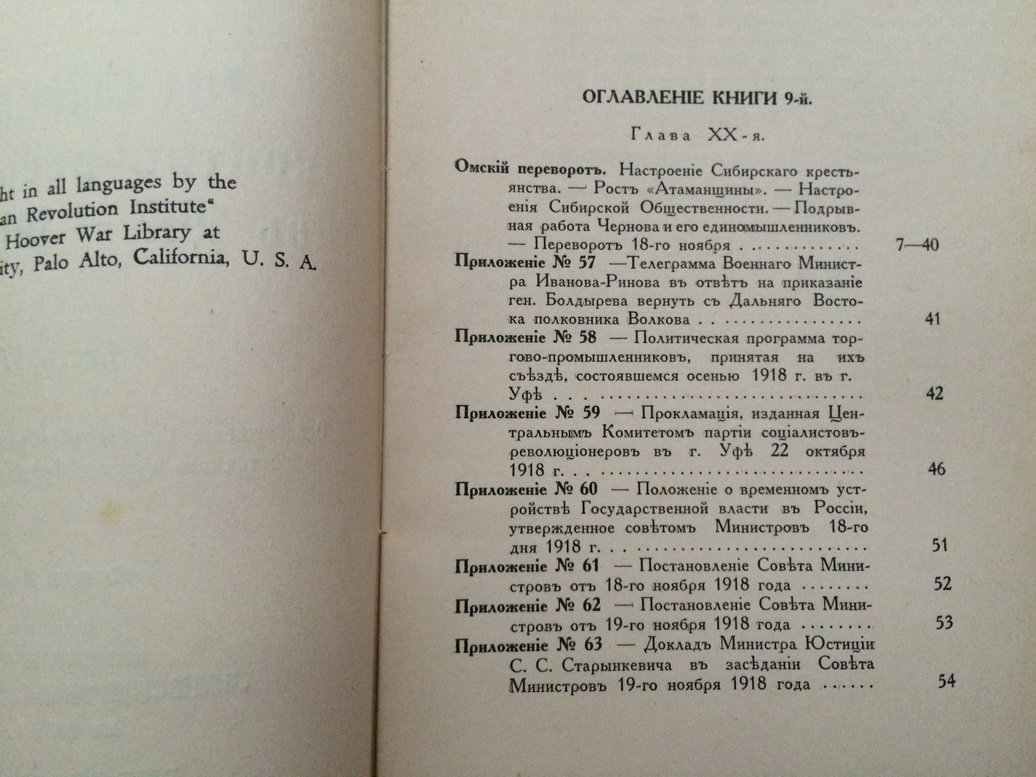 ht in all languages by the
an Revolution Institute"
Hoover War Library at
ity, Palo Alto, California, U. S. A.
ОГЛАВЛЕНІЕ КНИГИ 9-й.
Глава XX-я.
Омскій переворотъ. Настроеніе Сибирскаго кресть-
янства. — Ростъ «Атаманщины». — Настро-
енія Сибирской Общественности. — Подрыв-
ная работа Чернова и его единомышленниковъ.
— Переворотъ 18-го ноября . . . . . . . . . . . . . 7—40
Приложеніе № 57 —Телеграмма Военнаго Минист-
ра Иванова-Ринова въ отвѣтъ на приказаніе
ген. Болдырева вернуть съ Дальняго Восто-
ка полковника Волкова . . . . . . . . . . . . . . . . 41
Приложеніе № 58 — Политическая программа тор-
гово-промышленниковъ, принятая на ихъ
съѣздѣ, состоявшемся осенью 1918 г. въ г.
Уфѣ . . . . . . . . . . . . . . . . . . . . . . . . . . . . . . 42
Приложеніе № 59 — Прокламація, изданная Цен-
тральнымъ Комитетомъ партіи соціалистовъ-
революціонеровъ въ г. Уфѣ 22 октября
1918 г. . . . . . . . . . . . . . . . . . . . . . . . . . . . . . 46
Приложеніе № 60 — Положеніе о временномъ уст-
ройствѣ Государственной власти въ Россіи,
утвержденное совѣтомъ Министровъ 18-го
дня 1918 г. . . . . . . . . . . . . . . . . . . . . . . . . . . 51
Приложеніе № 61 — Постановленіе Совѣта Мини-
стровъ отъ 18-го ноября 1918 года . . . . . . . . 52
Приложеніе № 62 — Постановленіе Совѣта Мини-
стровъ отъ 19-го ноября 1918 года . . . . . . . . 53
Приложеніе № 63 — Докладъ Министра Юстиціи
С. С. Старынкевича въ засѣданіи Совѣта
Министровъ 19-го ноября 1918 года . . . . . . 54